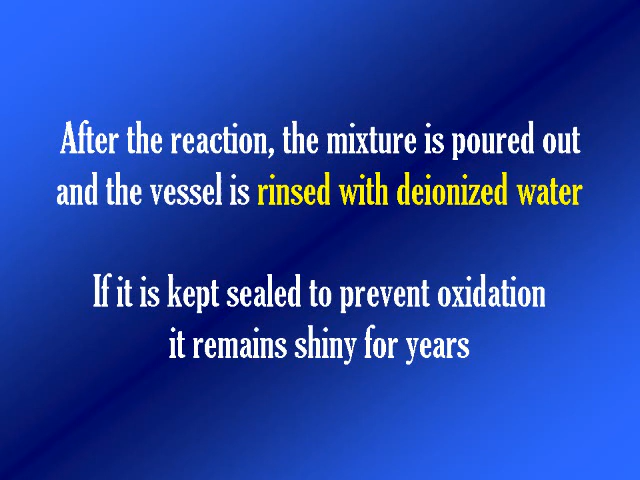 After the reaction, the mixture is poured out
and the vessel is rinsed with deionized water
If it is kept sealed to prevent oxidation
it remains shiny for years